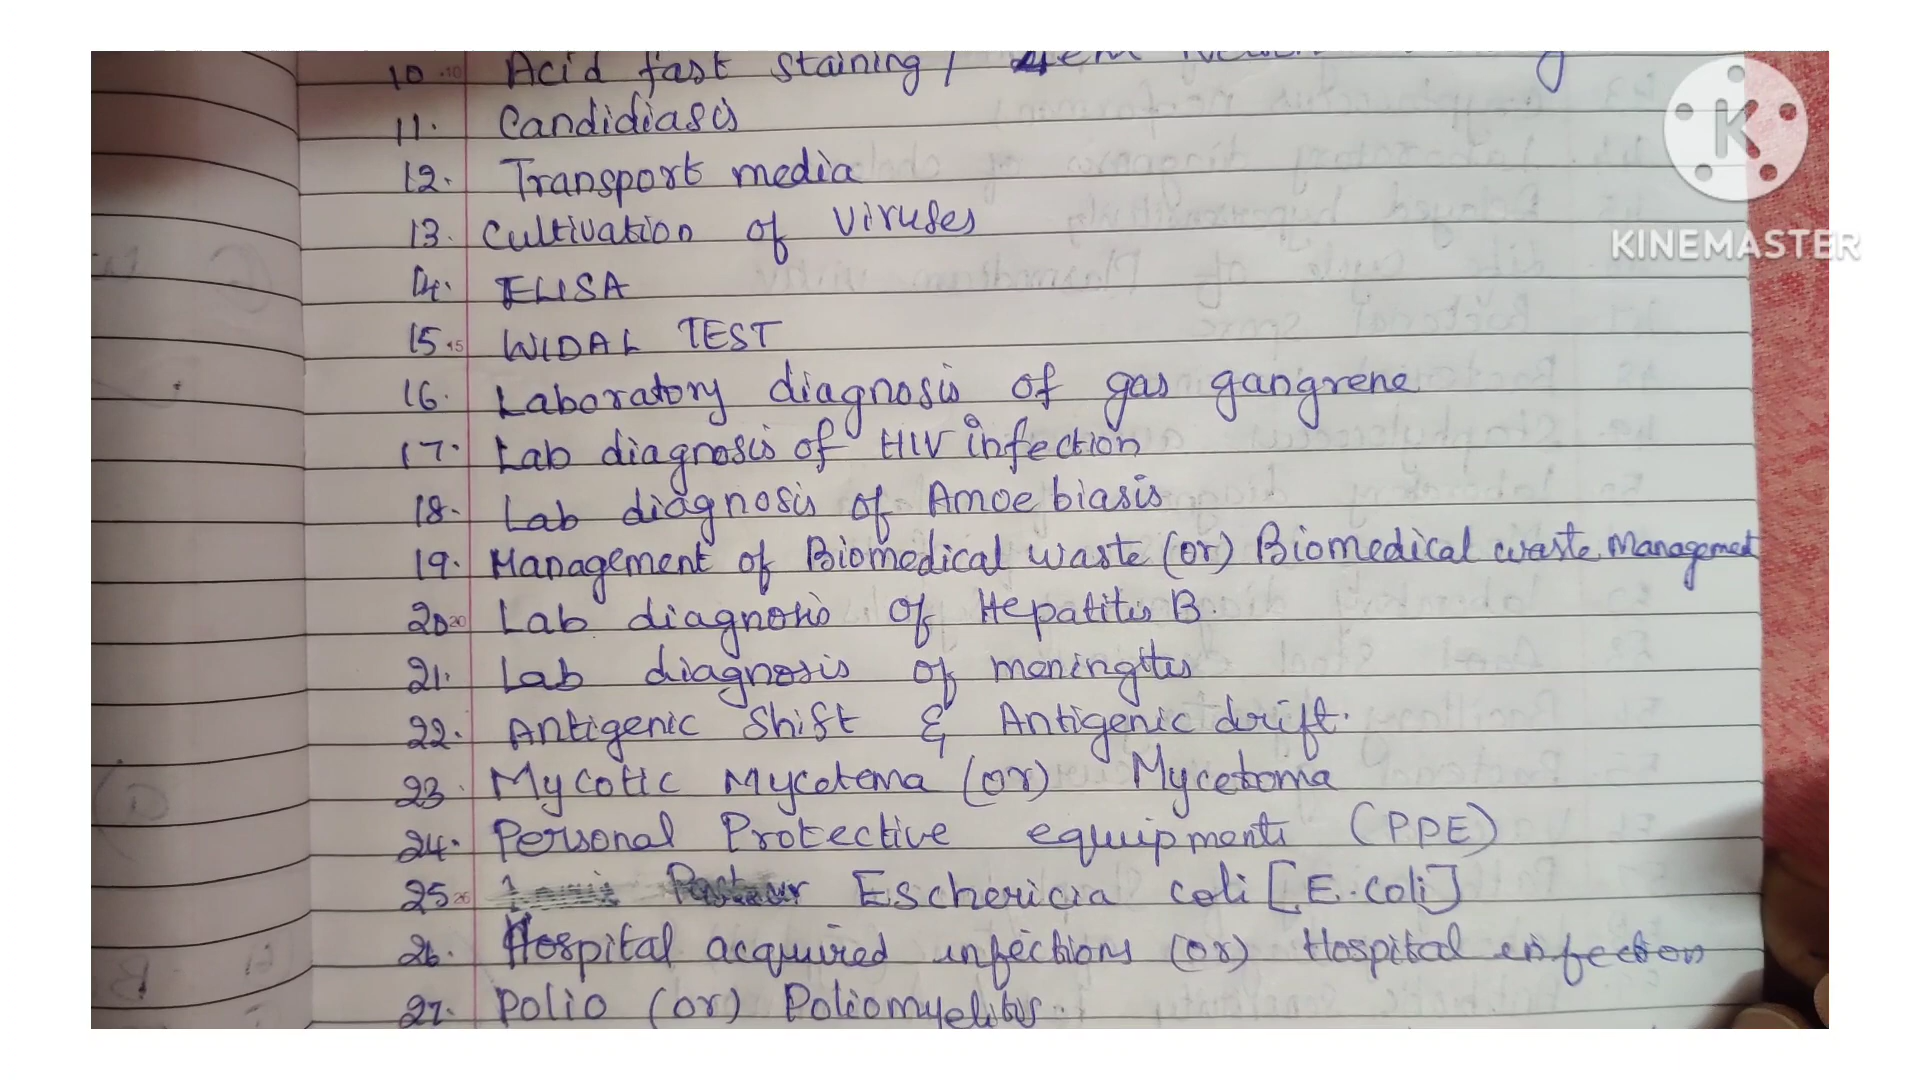 10 Acid fast staining /
11. Candidiasis
12. Transport media
13. Cultivation of Viruses
14. ELISA
15. WIDAL TEST
16. Laboratory diagnosis of gas gangrene
17. Lab diagnosis of HIV infection
18. Lab diagnosis of Amoebiasis
19. Management of Biomedical waste (or) Biomedical waste Management
20. Lab diagnosis of Hepatitis B.
21. Lab diagnosis of meningitis
22. Antigenic Shift & Antigenic drift.
23. Mycotic Mycetema (or) Mycetoma
24. Personal Protective equipments (PPE)
25. Pasteur Eschericia coli [E. coli]
26. Hospital acquired infections (or) Hospital infection
27. Polio (or) Poliomyelitis.
K
KINEMASTER